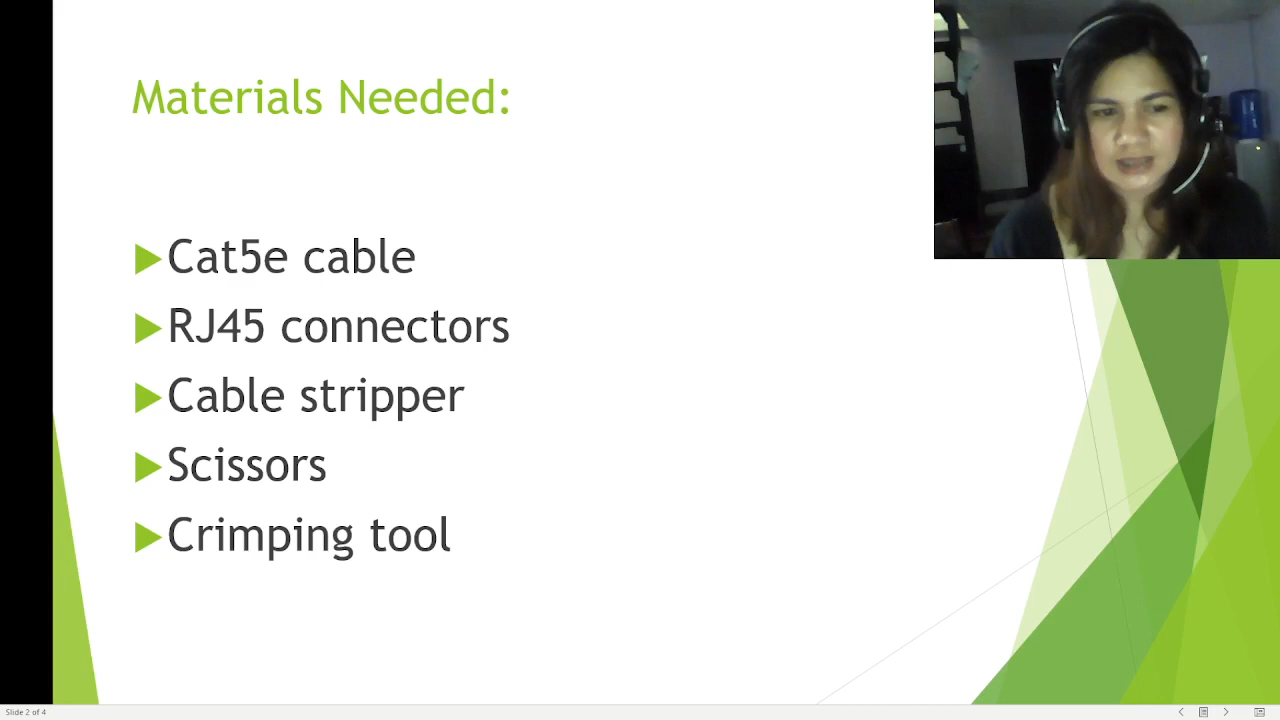 Materials Needed:
Cat5e cable
RJ45 connectors
Cable stripper
Scissors
Crimping tool
Slide 2 of 4